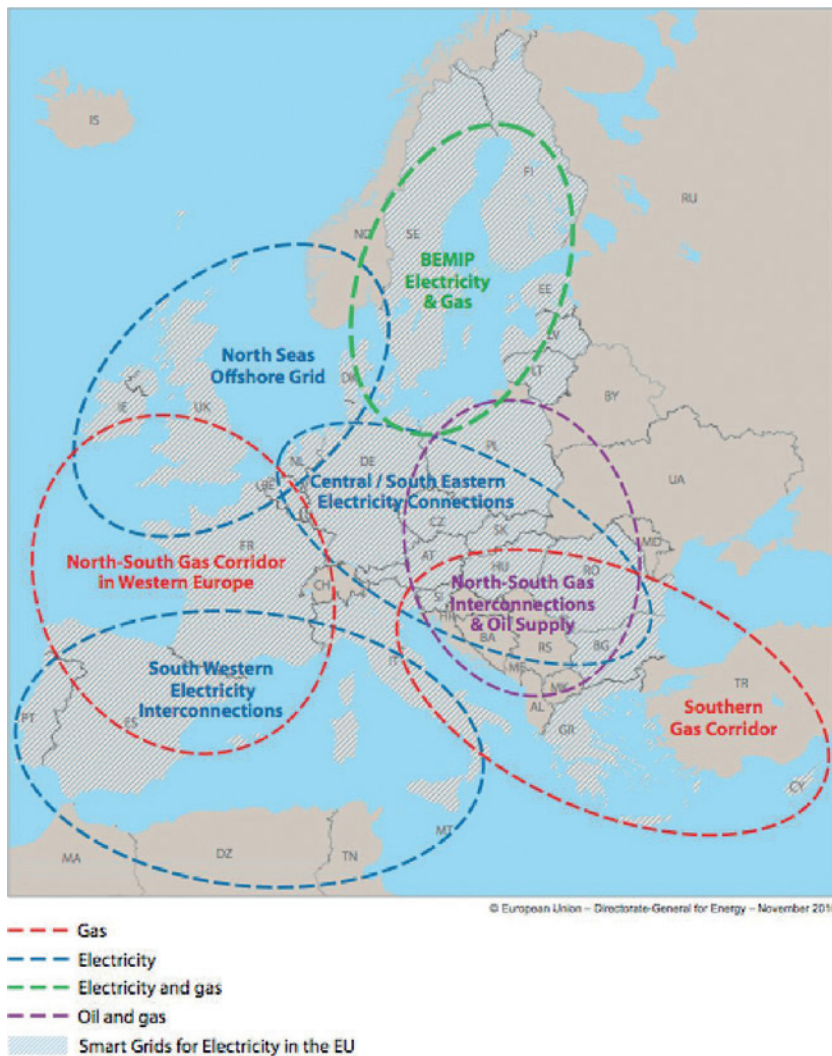 IS
FI
RU
NO
SE
BEMIP
Electricity
& Gas
EE
LV
North Seas
Offshore Grid
DK
LT
BY
IE
UK
PL
NL
DE
UA
BE
Central / South Eastern
Electricity Connections
CZ
SK
FR
AT
MD
HU
RO
North-South Gas Corridor
in Western Europe
CH
North-South Gas
Interconnections
& Oil Supply
SI
HR
BA
RS
BG
IT
South Western
Electricity
Interconnections
ME
MK
TR
PT
ES
AL
Southern
Gas Corridor
GR
CY
MT
MA
DZ
TN
© European Union – Directorate-General for Energy – November 201
Gas
Electricity
Electricity and gas
Oil and gas
Smart Grids for Electricity in the EU